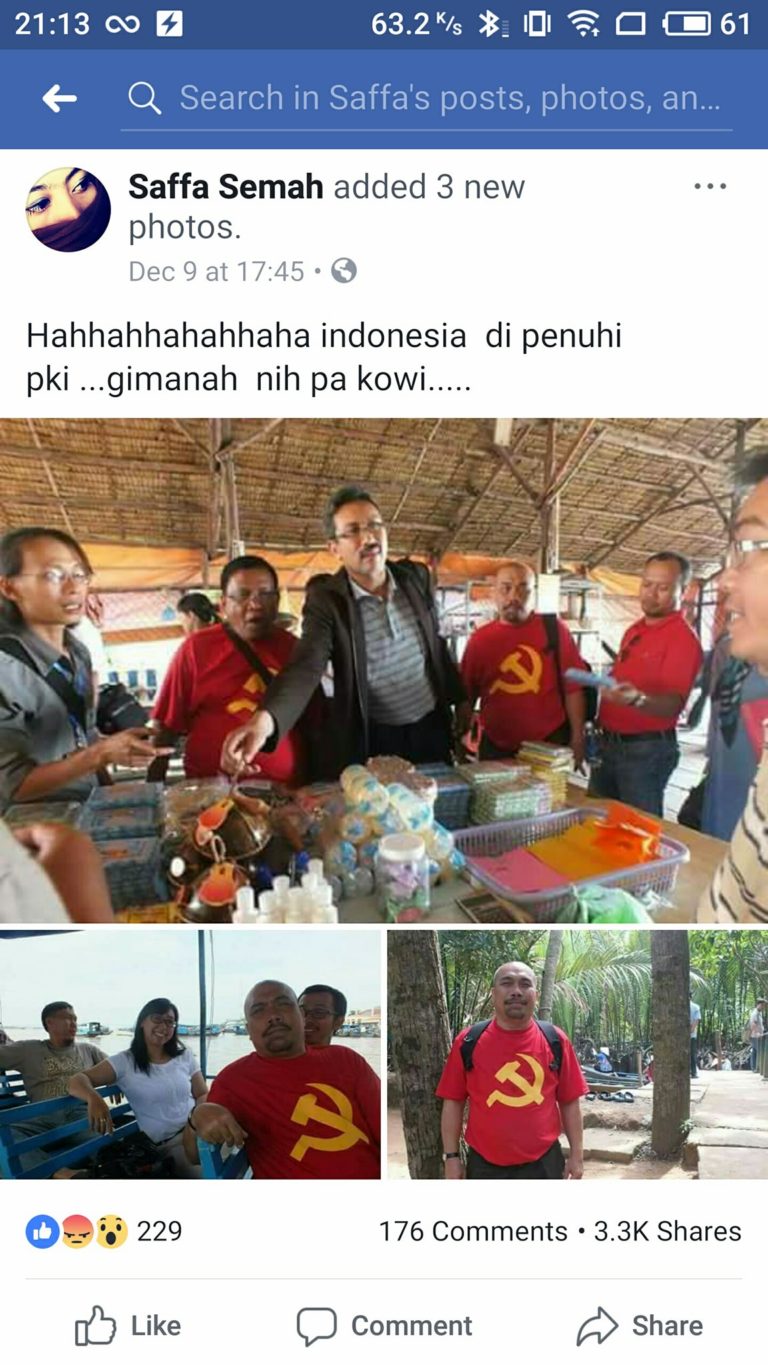 21:13 63.2 K/s 61
Search in Saffa's posts, photos, an...
Saffa Semah added 3 new
photos.
Dec 9 at 17:45 •
Hahhahhahahhaha indonesia di penuhi
pki ...gimanah nih pa kowi.....
229 176 Comments • 3.3K Shares
Like Comment Share